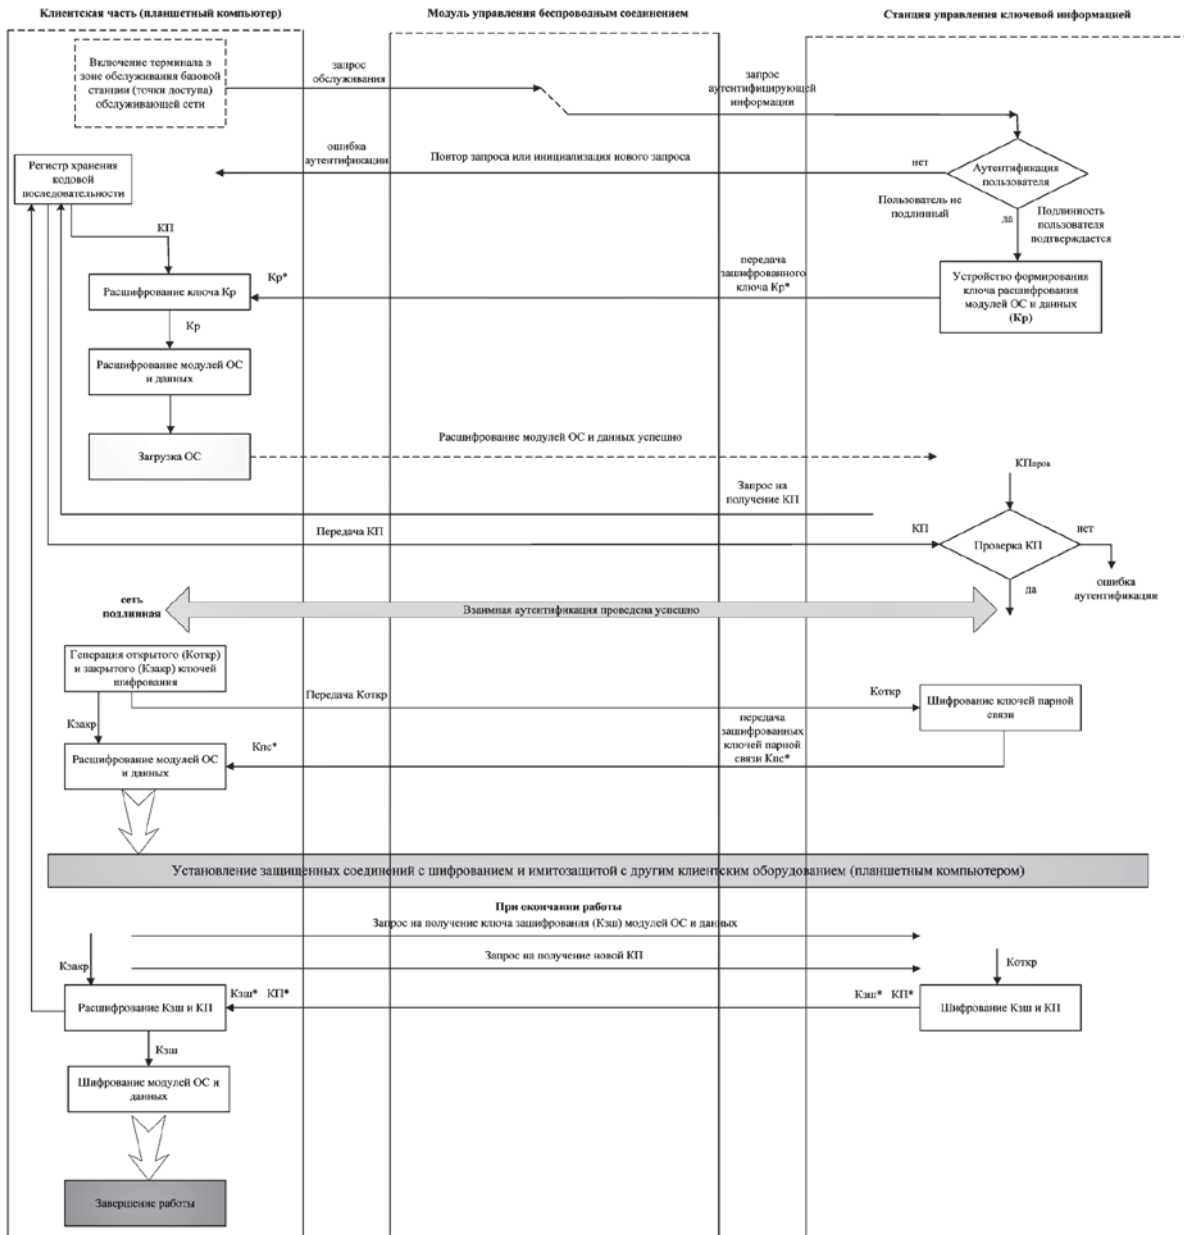 Клиентская часть (планшетный компьютер)
Модуль управления беспроводным соединением
Станция управления ключевой информацией
Включение терминала в
зоне обслуживания базовой
станции (точки доступа)
обслуживающей сети
запрос
обслуживания
запрос
аутентифицирующей
информации
ошибка
аутентификации
Повтор запроса или инициализация нового запроса
нет
Аутентификация
пользователя
Регистр хранения
кодовой
последовательности
Пользователь не
подлинный
да
Подлинность
пользователя
подтверждается
КП
Кр*
передача
зашифрованного
ключа Кр*
Расшифрование ключа Кр
Устройство формирования
ключа расшифрования
модулей ОС и данных
(Кр)
Кр
Расшифрование модулей ОС
и данных
Загрузка ОС
Расшифрование модулей ОС и данных успешно
КПпров
Запрос на
получение КП
Передача КП
КП
Проверка КП
нет
ошибка
аутентификации
да
сеть
подлинная
Взаимная аутентификация проведена успешно
Генерация открытого (Коткр)
и закрытого (Кзакр) ключей
шифрования
Передача Коткр
Коткр
Шифрование ключей парной
связи
Кзакр
Кпс*
передача
зашифрованных
ключей парной
связи Кпс*
Расшифрование модулей ОС
и данных
Установление защищенных соединений с шифрованием и имитозащитой с другим клиентским оборудованием (планшетным компьютером)
При окончании работы
Запрос на получение ключа зашифрования (Кзш) модулей ОС и данных
Запрос на получение новой КП
Кзакр
Коткр
Кзш* КП*
Кзш* КП*
Расшифрование Кзш и КП
Шифрование Кзш и КП
Кзш
Шифрование модулей ОС и
данных
Завершение работы